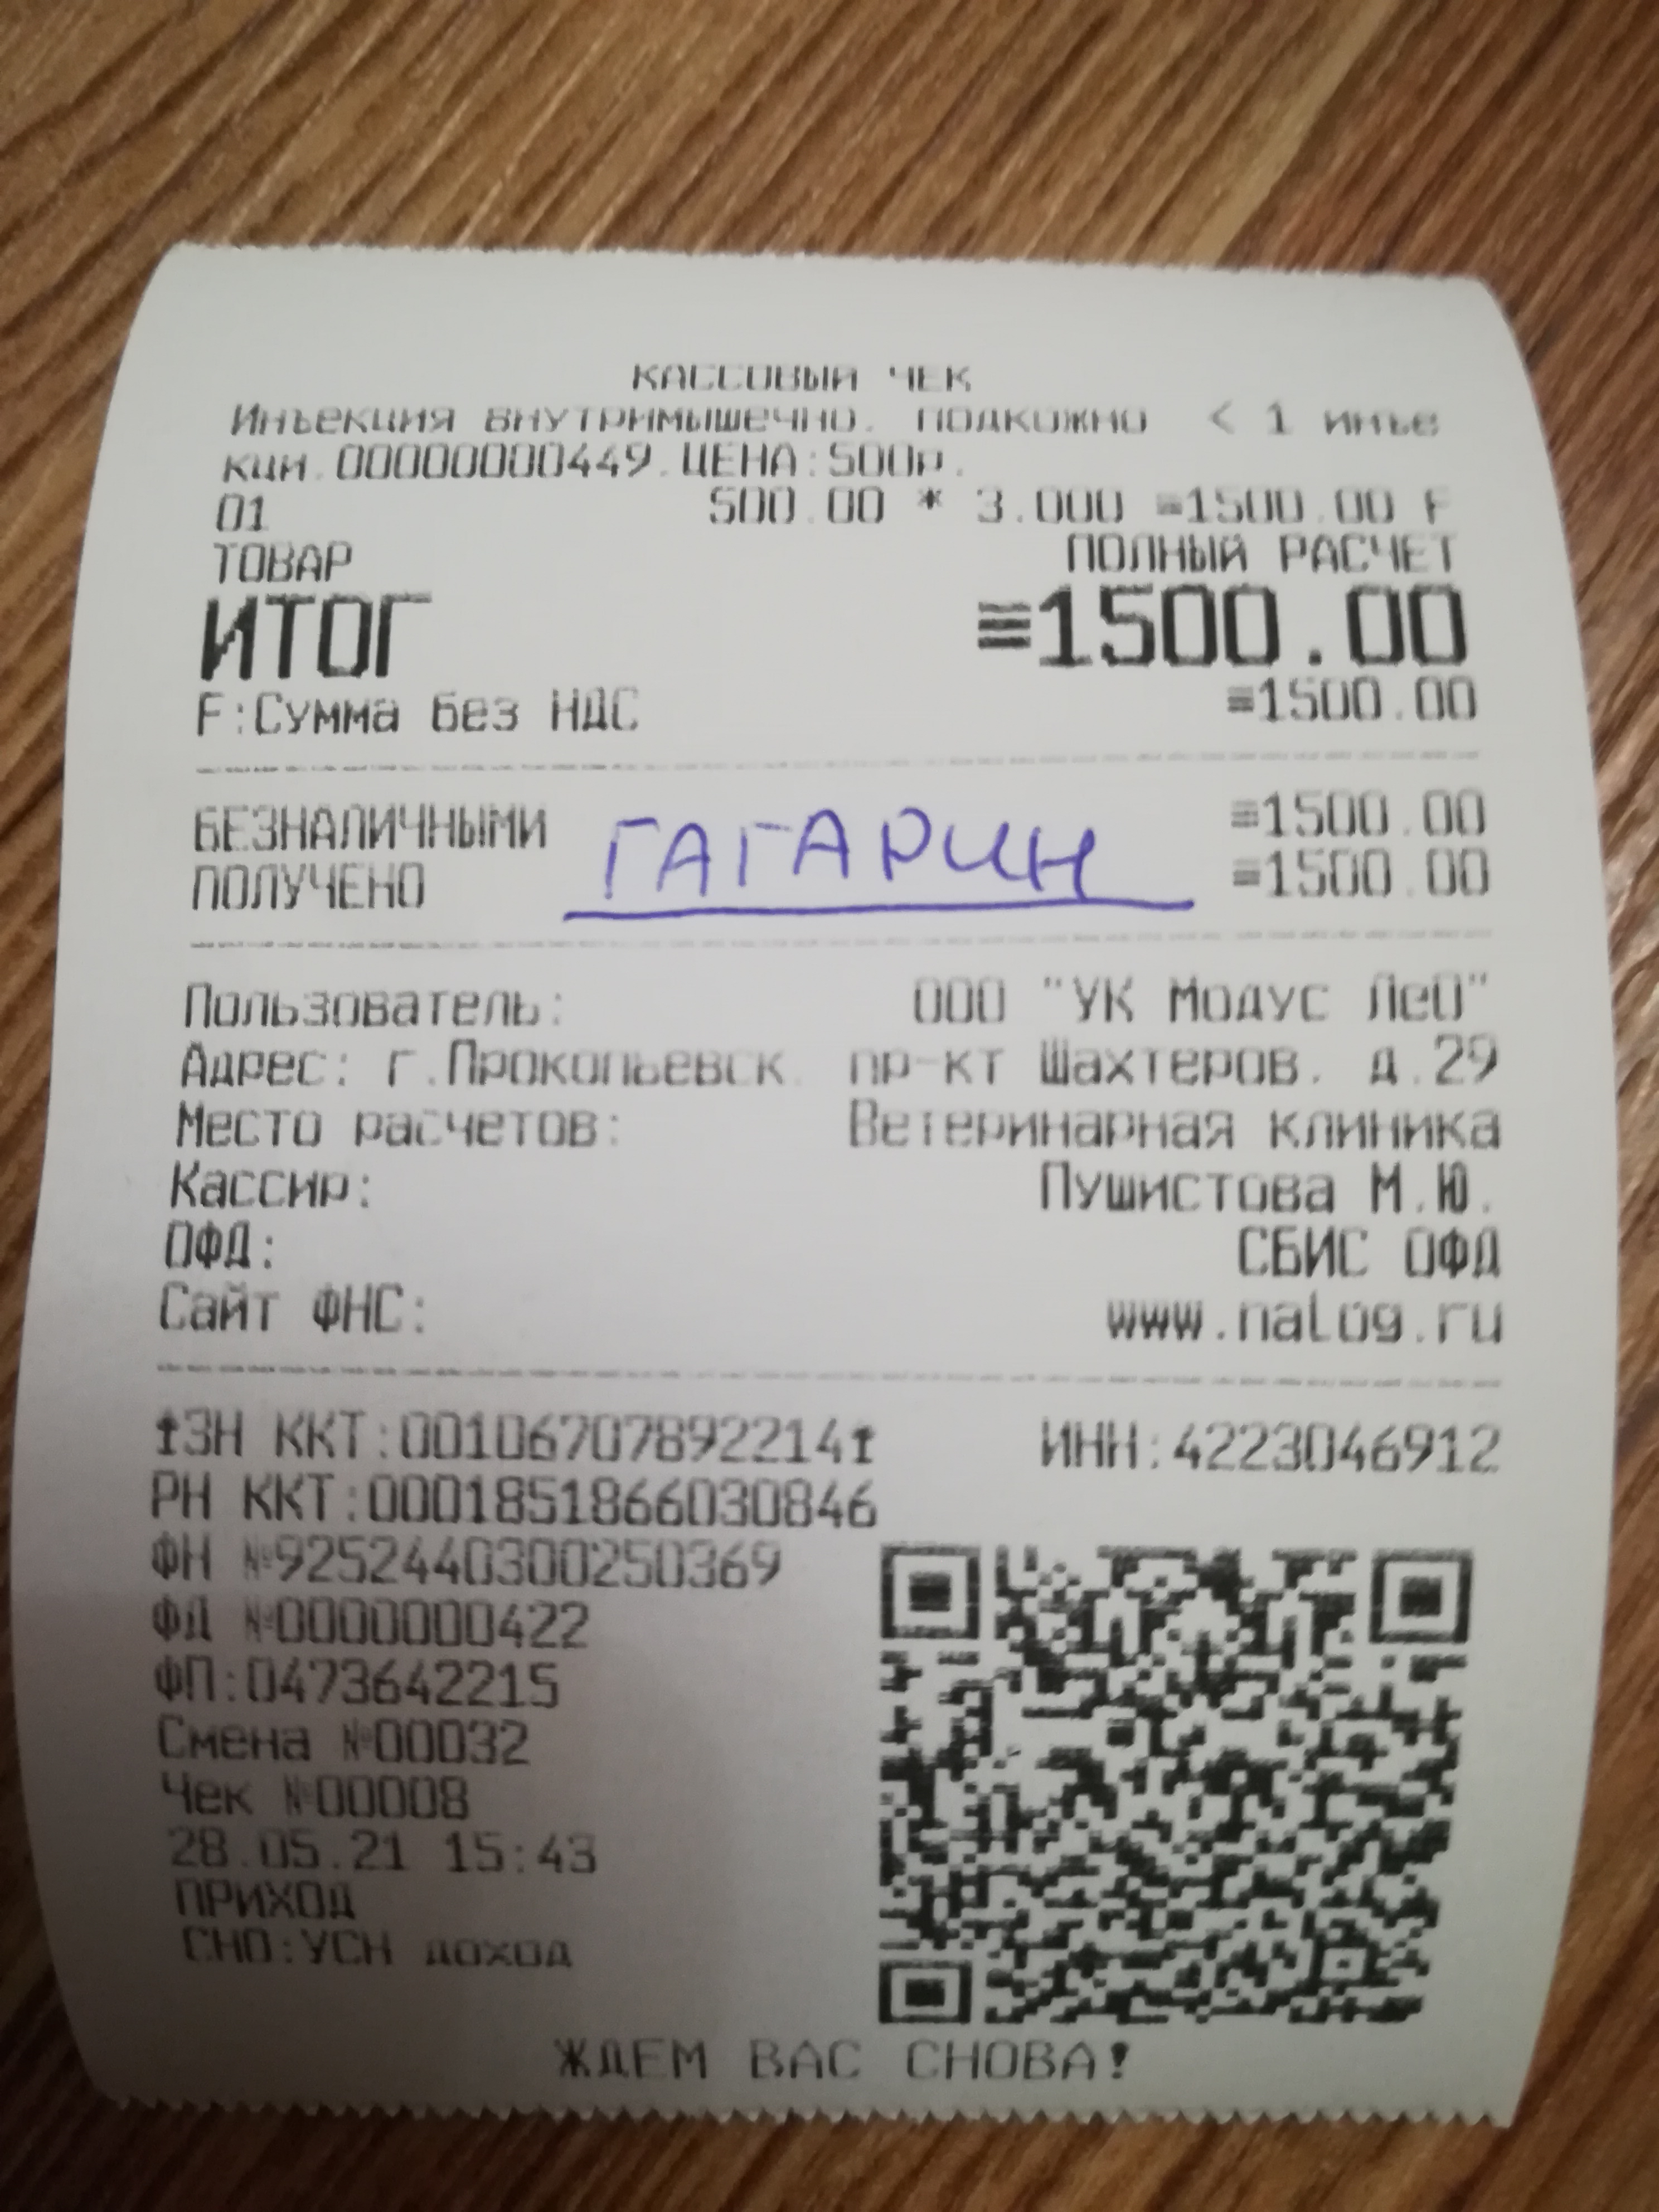 КАССОВЫЙ ЧЕК
Инъекция внутримышечно, подкожно < 1 инъе
кци.00000000449.ЦЕНА:500р.
01 500.00 * 3.000 ≡1500.00 F
ТОВАР ПОЛНЫЙ РАСЧЕТ
ИТОГ ≡1500.00
F:Сумма без НДС ≡1500.00
БЕЗНАЛИЧНЫМИ ≡1500.00
ГАГАРИН
ПОЛУЧЕНО ≡1500.00
Пользователь: ООО "УК Модус ЛеО"
Адрес: г.Прокопьевск, пр-кт Шахтеров, д.29
Место расчетов: Ветеринарная клиника
Кассир: Пушистова М.Ю.
ОФД: СБИС ОФД
Сайт ФНС: www.nalog.ru
ЗН ККТ:00106707892214 ИНН:4223046912
РН ККТ:0001851866030846
ФН №9252440300250369
ФД №0000000422
ФП:0473642215
Смена №00032
Чек №00008
28.05.21 15:43
ПРИХОД
СНО:УСН доход
ЖДЕМ ВАС СНОВА!